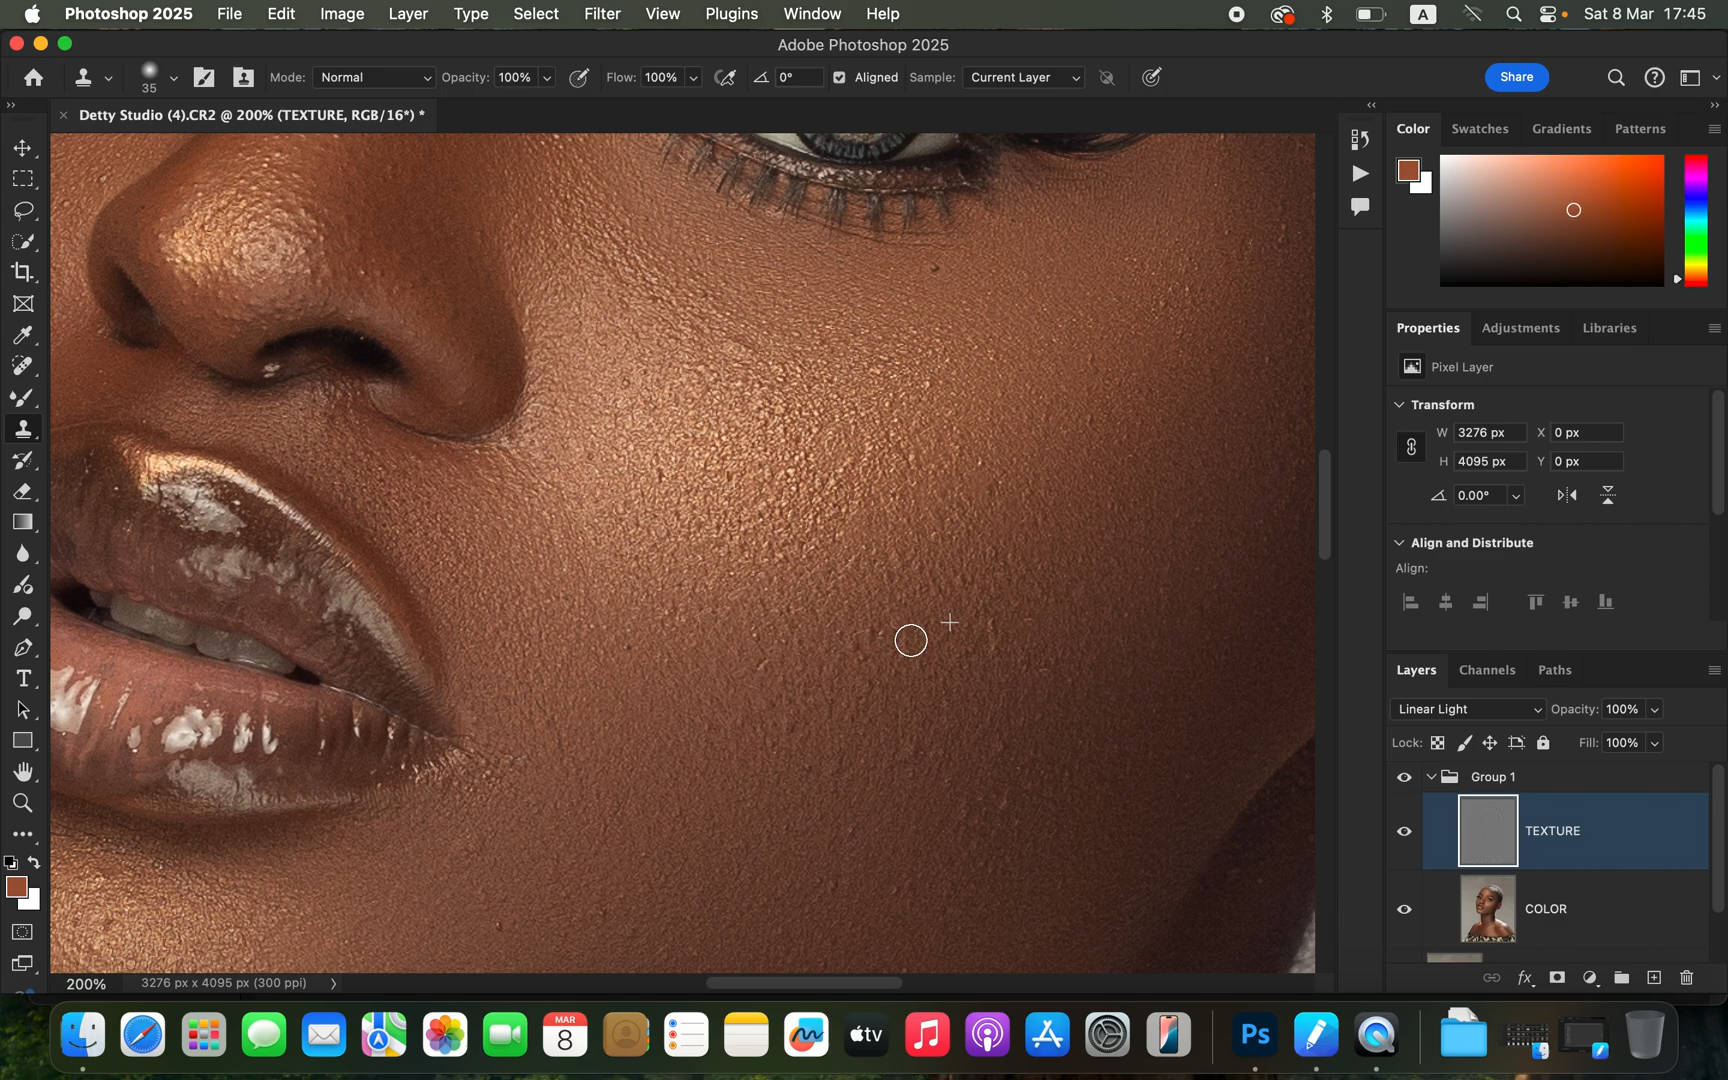 Photoshop 2025 File Edit Image Layer Type Select Filter View Plugins Window Help A Sat 8 Mar 17:45
Adobe Photoshop 2025
35 Mode: Normal Opacity: 100% Flow: 100% 0° Aligned Sample: Current Layer Share
Detty Studio (4).CR2 @ 200% (TEXTURE, RGB/16*) *
Color Swatches Gradients Patterns
Properties Adjustments Libraries
Pixel Layer
Transform
W 3276 px X 0 px
H 4095 px Y 0 px
0.00°
Align and Distribute
Align:
Layers Channels Paths
Linear Light Opacity: 100%
Lock: Fill: 100%
Group 1
TEXTURE
COLOR
fx
T
200% 3276 px x 4095 px (300 ppi)
MAR
8
tv
Ps